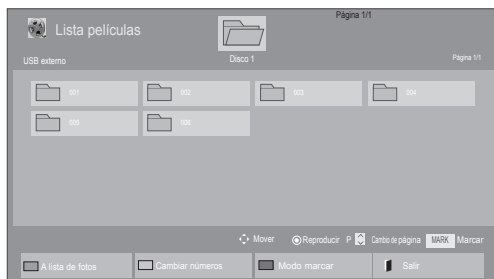 Página 1/1
Lista películas
USB externo
Disco 1
Página 1/1
001
002
003
004
005
006
Mover
Reproducir
P
Cambio de página
MARK
Marcar
A lista de fotos
Cambiar números
Modo marcar
Salir